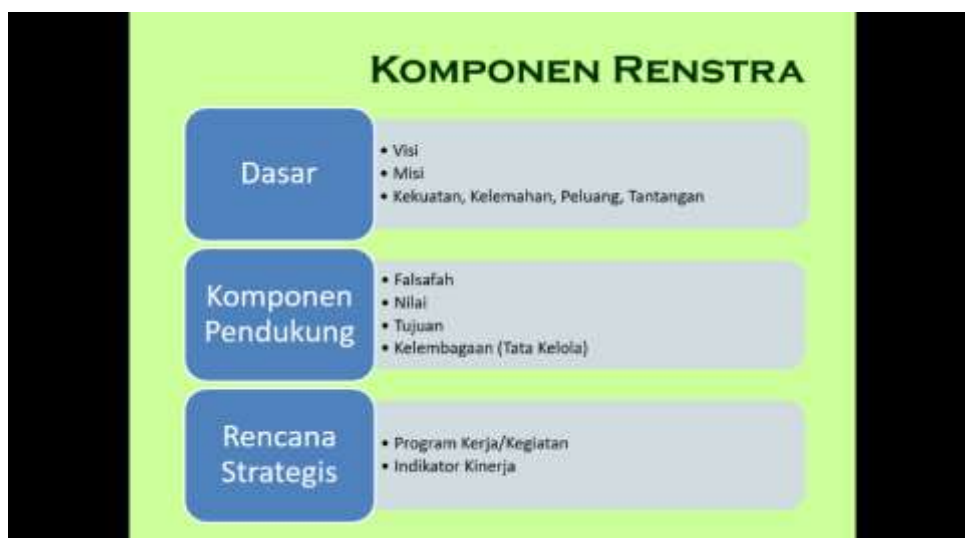 KOMPONEN RENSTRA
Dasar
• Visi
• Misi
• Kekuatan, Kelemahan, Peluang, Tantangan
Komponen
Pendukung
• Falsafah
• Nilai
• Tujuan
• Kelembagaan (Tata Kelola)
Rencana
Strategis
• Program Kerja/Kegiatan
• Indikator Kinerja